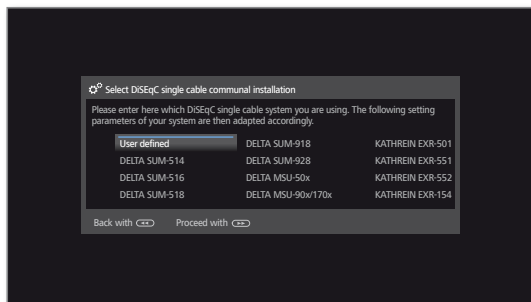 Select DiSEqC single cable communal installation
Please enter here which DiSEqC single cable system you are using. The following setting
parameters of your system are then adapted accordingly.
User defined DELTA SUM-918 KATHREIN EXR-501
DELTA SUM-514 DELTA SUM-928 KATHREIN EXR-551
DELTA SUM-516 DELTA MSU-50x KATHREIN EXR-552
DELTA SUM-518 DELTA MSU-90x/170x KATHREIN EXR-154
Back with Proceed with